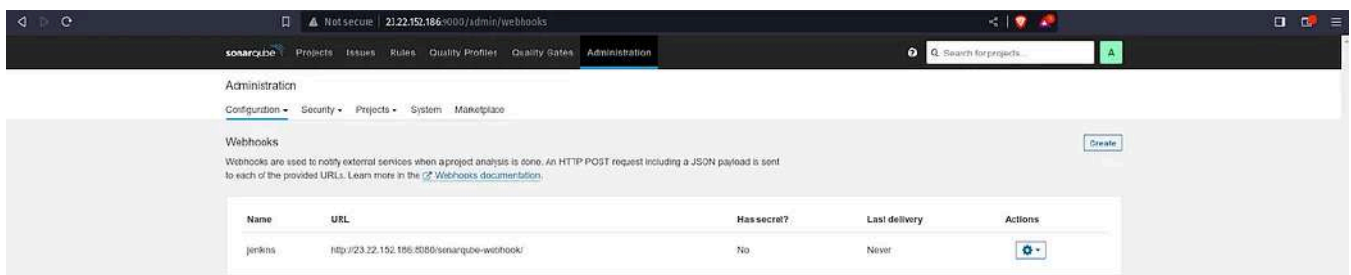 Not secure 23.22.152.186:9000/admin/webhooks
sonarqube Projects Issues Rules Quality Profiles Quality Gates Administration Search for projects... A
Administration
Configuration Security Projects System Marketplace
Webhooks
Create
Webhooks are used to notify external services when a project analysis is done. An HTTP POST request including a JSON payload is sent
to each of the provided URLs. Learn more in the Webhooks documentation.
Name URL Has secret? Last delivery Actions
jenkins http://23.22.152.186:8080/sonarqube-webhook/ No Never